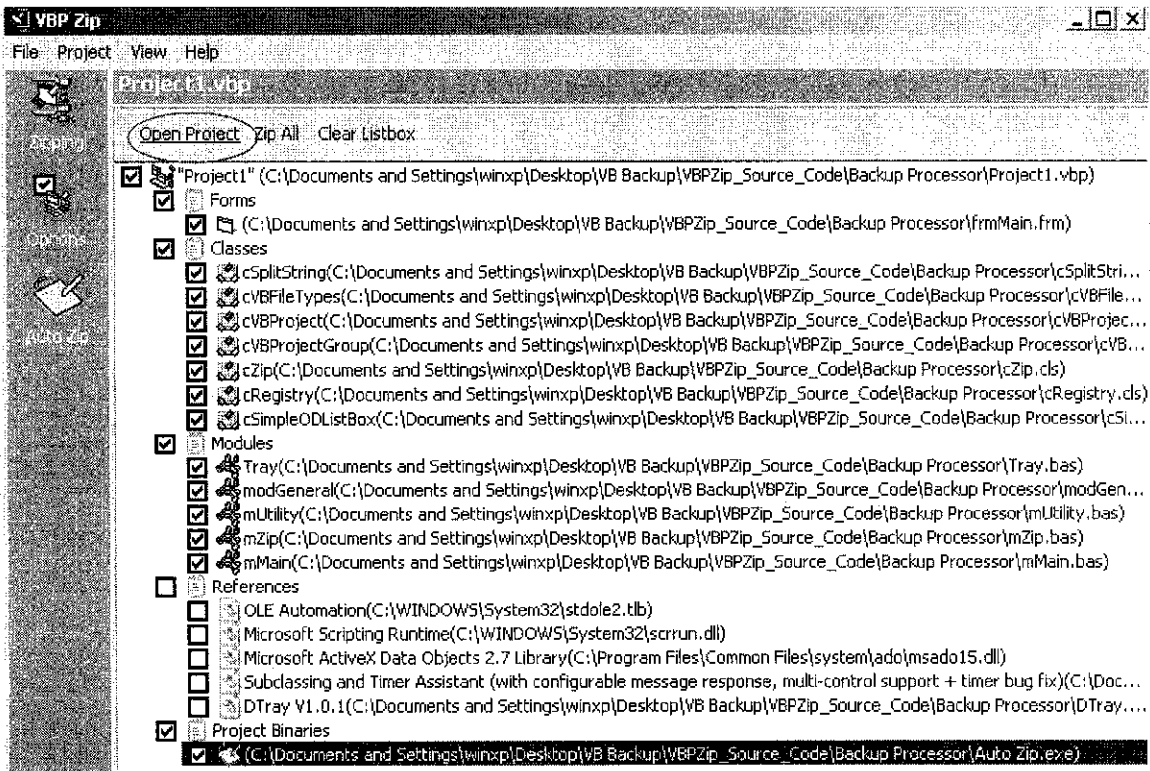 VBP Zip
File Project View Help
Project1.vbp
Zipping
Open Project Zip All Clear Listbox
Options
Auto Zip
"Project1" (C:\Documents and Settings\winxp\Desktop\VB Backup\VBPZip_Source_Code\Backup Processor\Project1.vbp)
Forms
(C:\Documents and Settings\winxp\Desktop\VB Backup\VBPZip_Source_Code\Backup Processor\frmMain.frm)
Classes
cSplitString(C:\Documents and Settings\winxp\Desktop\VB Backup\VBPZip_Source_Code\Backup Processor\cSplitStri...
cVBFileTypes(C:\Documents and Settings\winxp\Desktop\VB Backup\VBPZip_Source_Code\Backup Processor\cVBFile...
cVBProject(C:\Documents and Settings\winxp\Desktop\VB Backup\VBPZip_Source_Code\Backup Processor\cVBProjec...
cVBProjectGroup(C:\Documents and Settings\winxp\Desktop\VB Backup\VBPZip_Source_Code\Backup Processor\cVB...
cZip(C:\Documents and Settings\winxp\Desktop\VB Backup\VBPZip_Source_Code\Backup Processor\cZip.cls)
cRegistry(C:\Documents and Settings\winxp\Desktop\VB Backup\VBPZip_Source_Code\Backup Processor\cRegistry.cls)
cSimpleODListBox(C:\Documents and Settings\winxp\Desktop\VB Backup\VBPZip_Source_Code\Backup Processor\cSi...
Modules
Tray(C:\Documents and Settings\winxp\Desktop\VB Backup\VBPZip_Source_Code\Backup Processor\Tray.bas)
modGeneral(C:\Documents and Settings\winxp\Desktop\VB Backup\VBPZip_Source_Code\Backup Processor\modGen...
mUtility(C:\Documents and Settings\winxp\Desktop\VB Backup\VBPZip_Source_Code\Backup Processor\mUtility.bas)
mZip(C:\Documents and Settings\winxp\Desktop\VB Backup\VBPZip_Source_Code\Backup Processor\mZip.bas)
mMain(C:\Documents and Settings\winxp\Desktop\VB Backup\VBPZip_Source_Code\Backup Processor\mMain.bas)
References
OLE Automation(C:\WINDOWS\System32\stdole2.tlb)
Microsoft Scripting Runtime(C:\WINDOWS\System32\scrrun.dll)
Microsoft ActiveX Data Objects 2.7 Library(C:\Program Files\Common Files\system\ado\msado15.dll)
Subclassing and Timer Assistant (with configurable message response, multi-control support + timer bug fix)(C:\Doc...
DTray V1.0.1(C:\Documents and Settings\winxp\Desktop\VB Backup\VBPZip_Source_Code\Backup Processor\DTray....
Project Binaries
(C:\Documents and Settings\winxp\Desktop\VB Backup\VBPZip_Source_Code\Backup Processor\Auto Zip.exe)